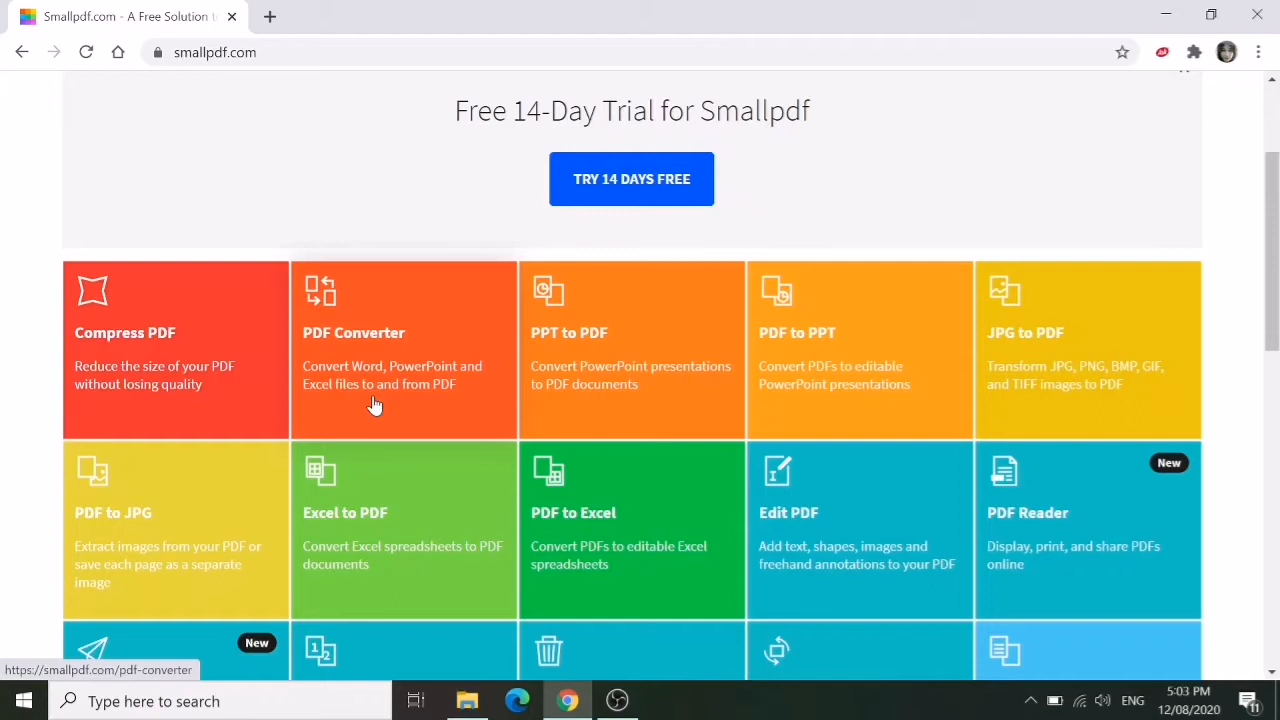 Smallpdf.com - A Free Solution to
smallpdf.com
Free 14-Day Trial for Smallpdf
TRY 14 DAYS FREE
Compress PDF
Reduce the size of your PDF
without losing quality
PDF Converter
Convert Word, PowerPoint and
Excel files to and from PDF
PPT to PDF
Convert PowerPoint presentations
to PDF documents
PDF to PPT
Convert PDFs to editable
PowerPoint presentations
JPG to PDF
Transform JPG, PNG, BMP, GIF,
and TIFF images to PDF
PDF to JPG
Extract images from your PDF or
save each page as a separate
image
Excel to PDF
Convert Excel spreadsheets to PDF
documents
PDF to Excel
Convert PDFs to editable Excel
spreadsheets
Edit PDF
Add text, shapes, images and
freehand annotations to your PDF
New
PDF Reader
Display, print, and share PDFs
online
New
1
2
https://smallpdf.com/pdf-converter
Type here to search
ENG
5:03 PM
12/08/2020
11